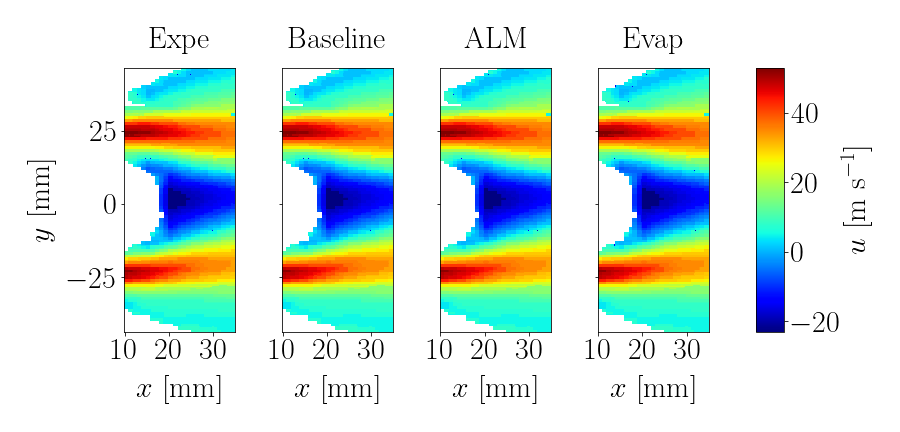 Expe Baseline ALM Evap
25
0
−25
y [mm]
10 20 30 10 20 30 10 20 30 10 20 30
x [mm] x [mm] x [mm] x [mm]
40
20
0
−20
u [m s⁻¹]